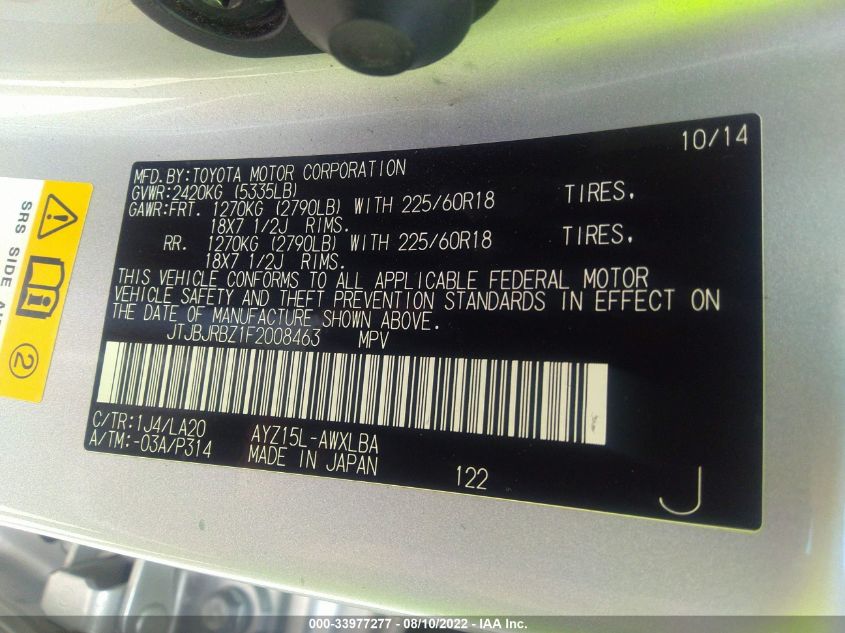 10/14
MFD.BY:TOYOTA MOTOR CORPORATION
GVWR:2420KG (5335LB)
GAWR:FRT. 1270KG (2790LB) WITH 225/60R18 TIRES.
18X7 1/2J RIMS.
RR. 1270KG (2790LB) WITH 225/60R18 TIRES.
18X7 1/2J RIMS.
THIS VEHICLE CONFORMS TO ALL APPLICABLE FEDERAL MOTOR
VEHICLE SAFETY AND THEFT PREVENTION STANDARDS IN EFFECT ON
THE DATE OF MANUFACTURE SHOWN ABOVE.
JTJBJRBZ1F2008463 MPV
C/TR:1J4/LA20 AYZ15L-AWXLBA
A/TM:-03A/P314 MADE IN JAPAN
122
J
SRS SIDE
2
000-33977277 - 08/10/2022 - IAA Inc.